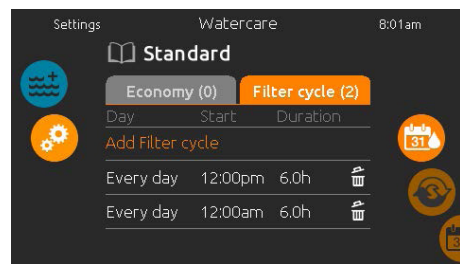 Settings Watercare 8:01am
Standard
Economy (0) Filter cycle (2)
Day Start Duration
Add Filter cycle
31
Every day 12:00pm 6.0h
Every day 12:00am 6.0h